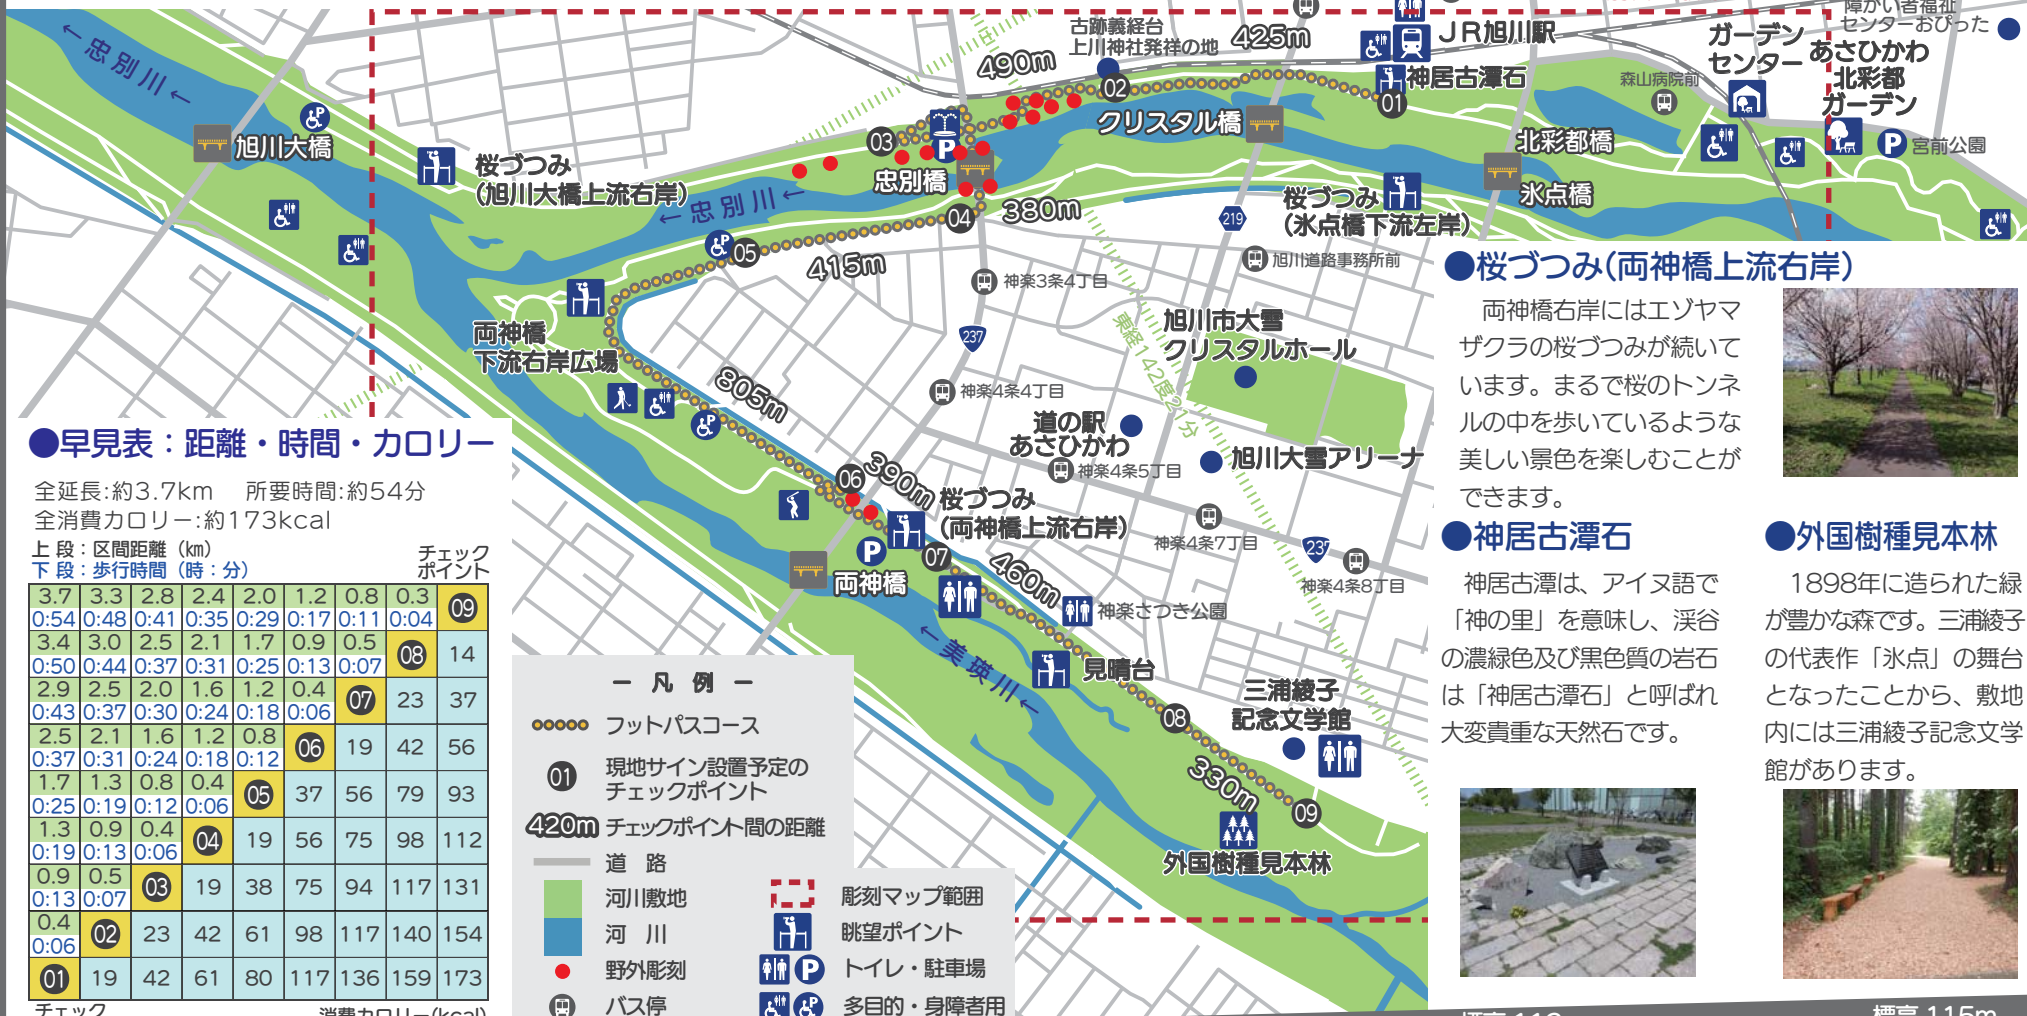 ←忠別川←
旭川大橋
桜づつみ
(旭川大橋上流右岸)
古跡義経台
上川神社発祥の地
490m
425m
JR旭川駅
神居古潭石
01
02
03
P
忠別橋
クリスタル橋
←忠別川←
04
380m
05
415m
219
桜づつみ
(氷点橋下流左岸)
北彩都橋
氷点橋
森山病院前
ガーデン
センター
あさひかわ
北彩都
ガーデン
障がい者福祉
センターおぴった
P
宮前公園
旭川道路事務所前
神楽3条4丁目
237
両神橋
下流右岸広場
805m
神楽4条4丁目
東経142度21分
旭川市大雪
クリスタルホール
道の駅
あさひかわ
神楽4条5丁目
旭川大雪アリーナ
神楽4条7丁目
237
神楽4条8丁目
06
390m
桜づつみ
(両神橋上流右岸)
P
両神橋
07
460m
神楽さつき公園
←美瑛川←
見晴台
08
三浦綾子
記念文学館
330m
09
外国樹種見本林
●早見表：距離・時間・カロリー
全延長:約3.7km 所要時間:約54分
全消費カロリー:約173kcal
上 段：区間距離（㎞）
下 段：歩行時間（時：分）
チェック
ポイント
3.7 3.3 2.8 2.4 2.0 1.2 0.8 0.3 09
0:54 0:48 0:41 0:35 0:29 0:17 0:11 0:04
3.4 3.0 2.5 2.1 1.7 0.9 0.5 08 14
0:50 0:44 0:37 0:31 0:25 0:13 0:07
2.9 2.5 2.0 1.6 1.2 0.4 07 23 37
0:43 0:37 0:30 0:24 0:18 0:06
2.5 2.1 1.6 1.2 0.8 06 19 42 56
0:37 0:31 0:24 0:18 0:12
1.7 1.3 0.8 0.4 05 37 56 79 93
0:25 0:19 0:12 0:06
1.3 0.9 0.4 04 19 56 75 98 112
0:19 0:13 0:06
0.9 0.5 03 19 38 75 94 117 131
0:13 0:07
0.4 02 23 42 61 98 117 140 154
0:06
01 19 42 61 80 117 136 159 173
チェック
消費カロリー(kcal)
― 凡 例 ―
フットパスコース
01 現地サイン設置予定の
チェックポイント
420m チェックポイント間の距離
道 路
河川敷地
河 川
野外彫刻
バス停
彫刻マップ範囲
眺望ポイント
P トイレ・駐車場
多目的・身障者用
●桜づつみ(両神橋上流右岸)
両神橋右岸にはエゾヤマ
ザクラの桜づつみが続いて
います。まるで桜のトンネ
ルの中を歩いているような
美しい景色を楽しむことが
できます。
●神居古潭石
神居古潭は、アイヌ語で
「神の里」を意味し、渓谷
の濃緑色及び黒色質の岩石
は「神居古潭石」と呼ばれ
大変貴重な天然石です。
●外国樹種見本林
1898年に造られた緑
が豊かな森です。三浦綾子
の代表作「氷点」の舞台
となったことから、敷地
内には三浦綾子記念文学
館があります。
標高 115m